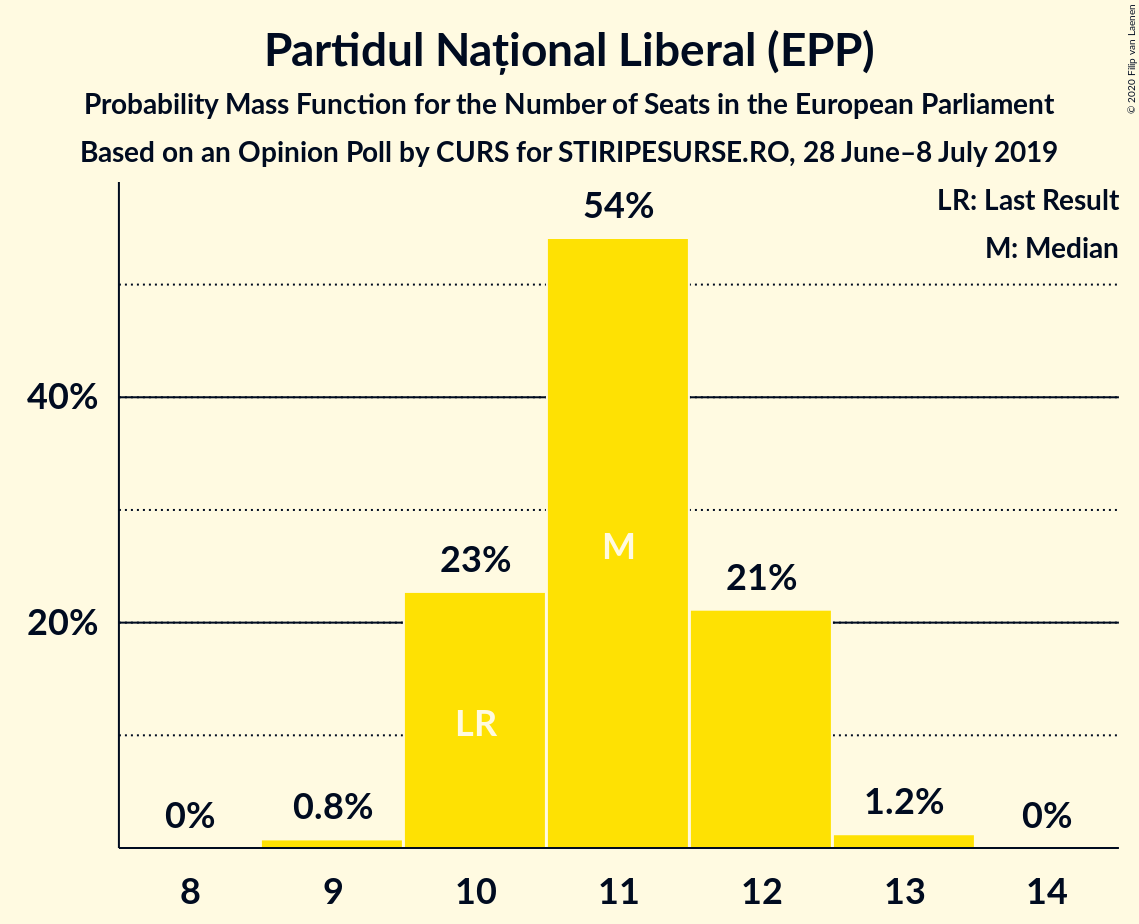 Partidul Național Liberal (EPP)
Probability Mass Function for the Number of Seats in the European Parliament
Based on an Opinion Poll by CURS for STIRIPESURSE.RO, 28 June–8 July 2019
© 2020 Filip van Laenen
LR: Last Result
M: Median
54%
40%
M
23%
21%
20%
LR
0%
0.8%
1.2%
0%
8 9 10 11 12 13 14